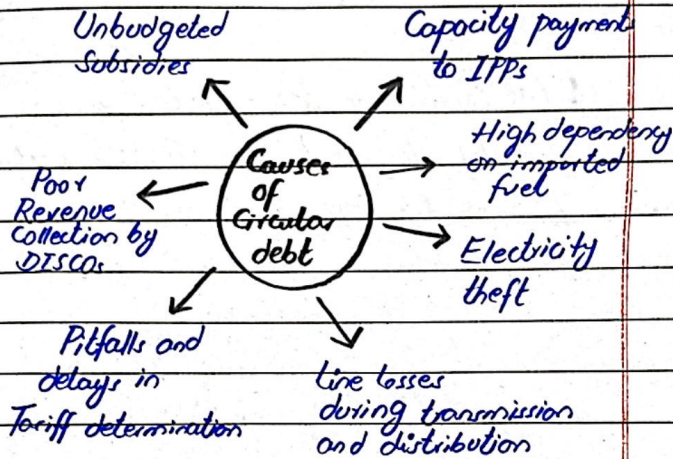 Unbudgeted
Subsidies
Capacity payments
to IPPs
Causes
of
Circular
debt
High dependency
on imported
fuel
Electricity
theft
Line losses
during transmission
and distribution
Pitfalls and
delays in
Tariff determination
Poor
Revenue
Collection by
DISCOs